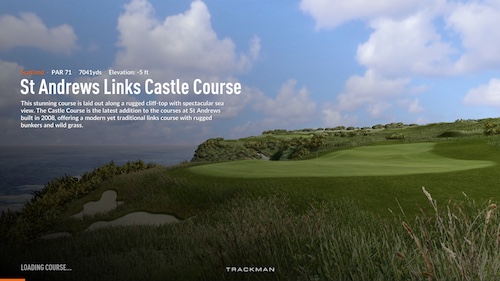 PAR 71 7041yds Elevation: -5 ft
St Andrews Links Castle Course
This stunning course is laid out along a rugged cliff-top with spectacular sea
view. The Castle Course is the latest addition to the courses at St Andrews
built in 2008, offering a modern yet traditional links course with rugged
bunkers and wild grass.
LOADING COURSE...
TRACKMAN